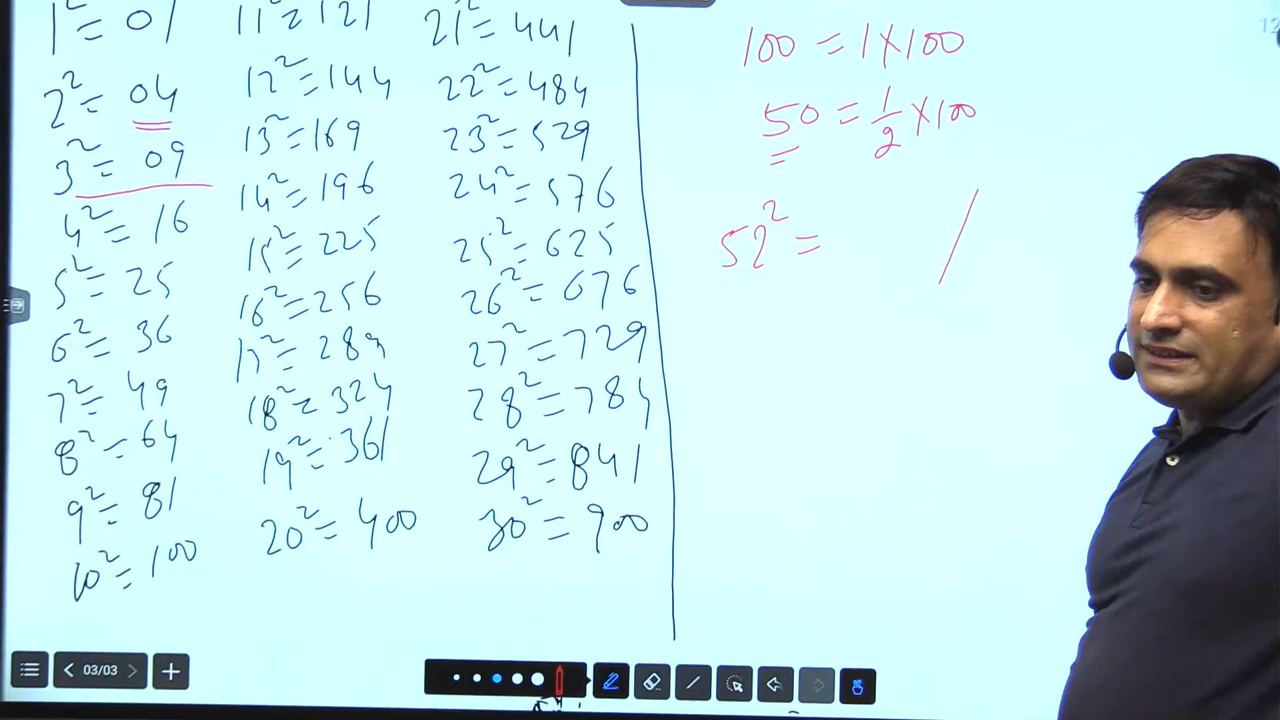 1² = 01
2² = 04
3² = 09
4² = 16
5² = 25
6² = 36
7² = 49
8² = 64
9² = 81
10² = 100
11² = 121
12² = 144
13² = 169
14² = 196
15² = 225
16² = 256
17² = 289
18² = 324
19² = 361
20² = 400
21² = 441
22² = 484
23² = 529
24² = 576
25² = 625
26² = 676
27² = 729
28² = 784
29² = 841
30² = 900
100 = 1 × 100
50 = 1/2 × 100
52² = /
03/03